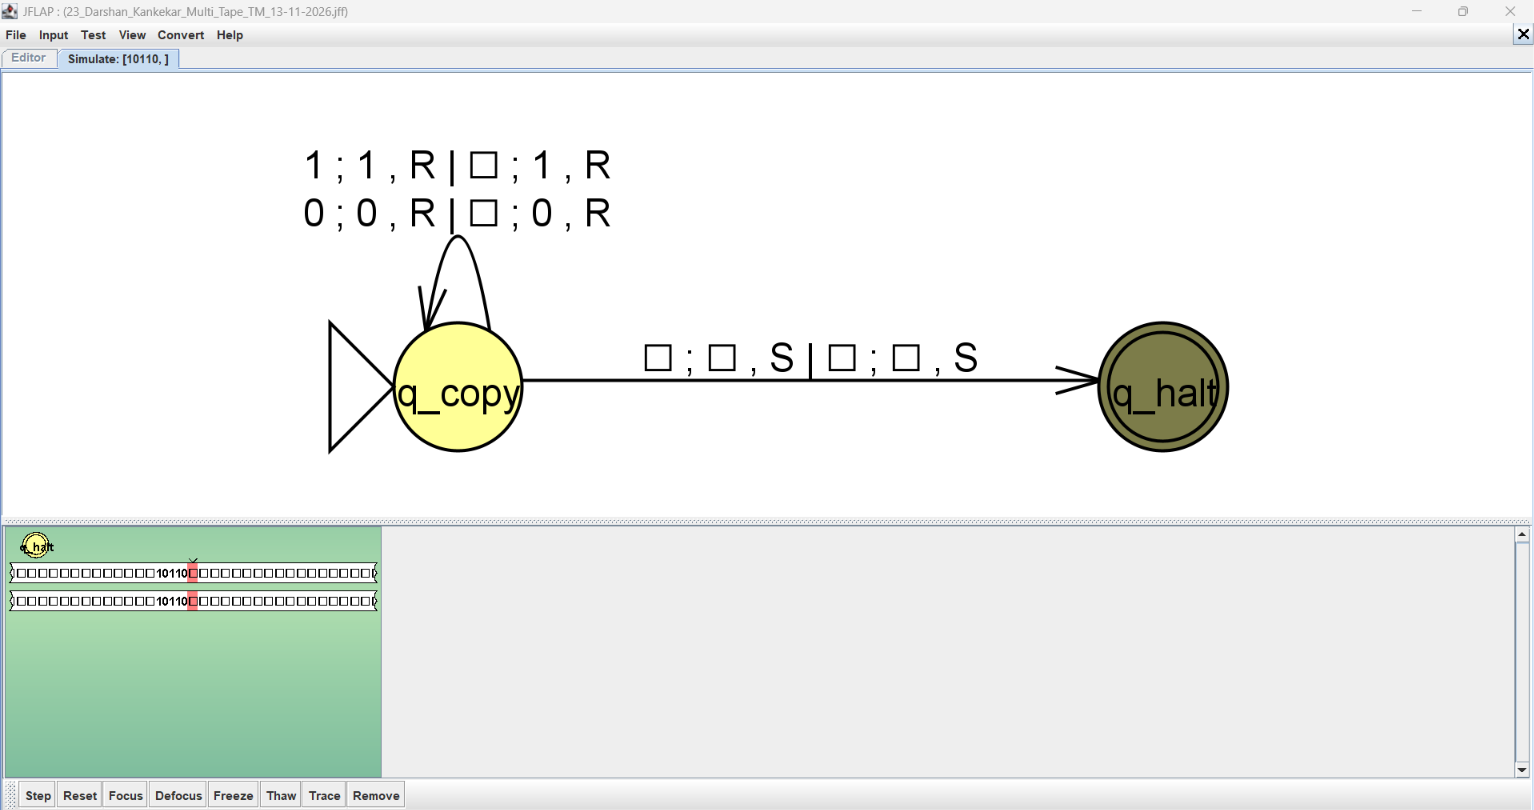 JFLAP : (23_Darshan_Kankekar_Multi_Tape_TM_13-11-2026.jff)
File Input Test View Convert Help
Editor Simulate: [10110, ]
1 ; 1 , R | □ ; 1 , R
0 ; 0 , R | □ ; 0 , R
□ ; □ , S | □ ; □ , S
q_copy
q_halt
q_halt
□□□□□□□□□□□□□10110□□□□□□□□□□□□□□□□□
□□□□□□□□□□□□□10110□□□□□□□□□□□□□□□□□
Step Reset Focus Defocus Freeze Thaw Trace Remove